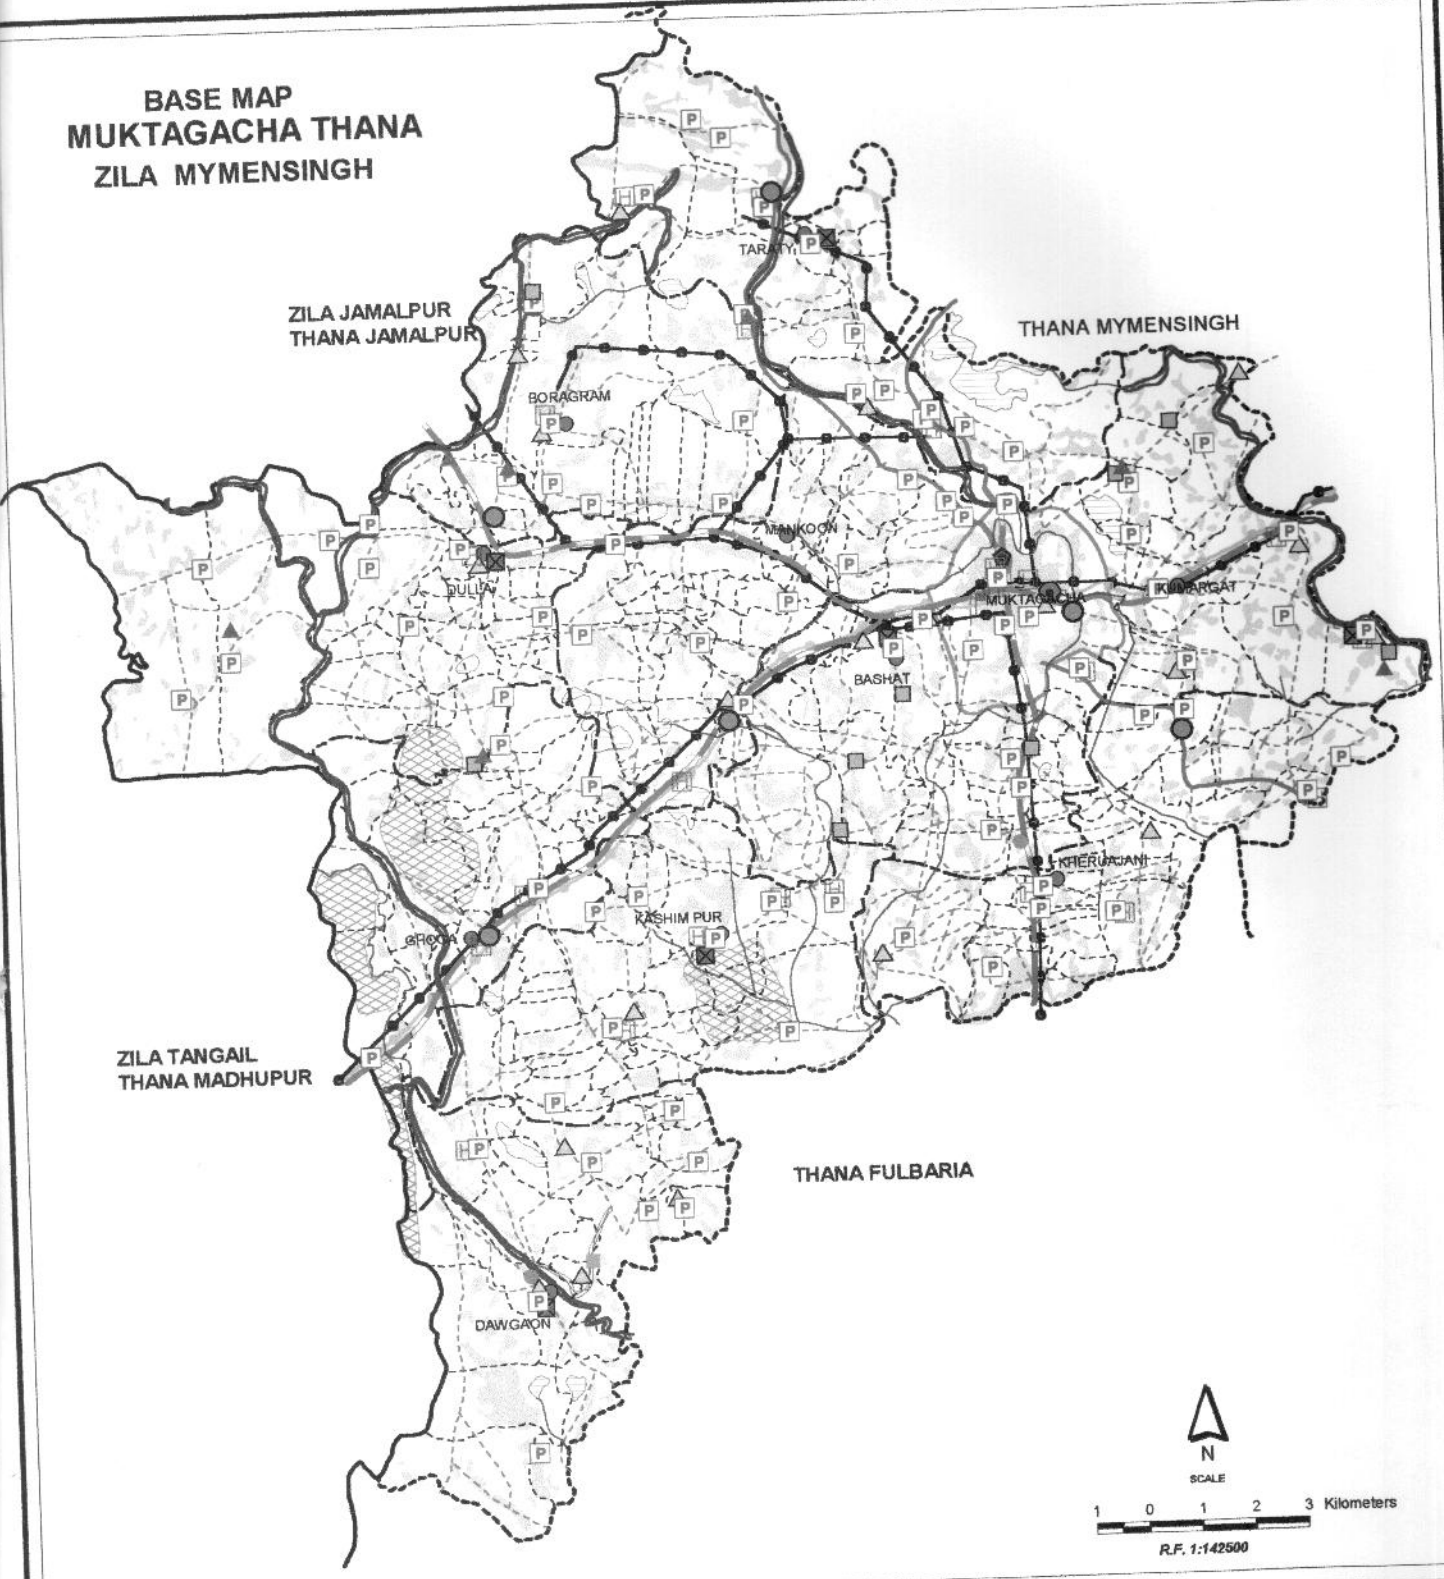 BASE MAP
MUKTAGACHA THANA
ZILA MYMENSINGH
TARATY
ZILA JAMALPUR
THANA JAMALPUR
THANA MYMENSINGH
BORAGRAM
MANKOON
DULLA
MUKTAGACHA
KUMARGAT
BASHAT
KHERUAJANI
KASHIM PUR
ZILA TANGAIL
THANA MADHUPUR
THANA FULBARIA
DAWGAON
N
SCALE
1 0 1 2 3 Kilometers
R.F. 1:142500